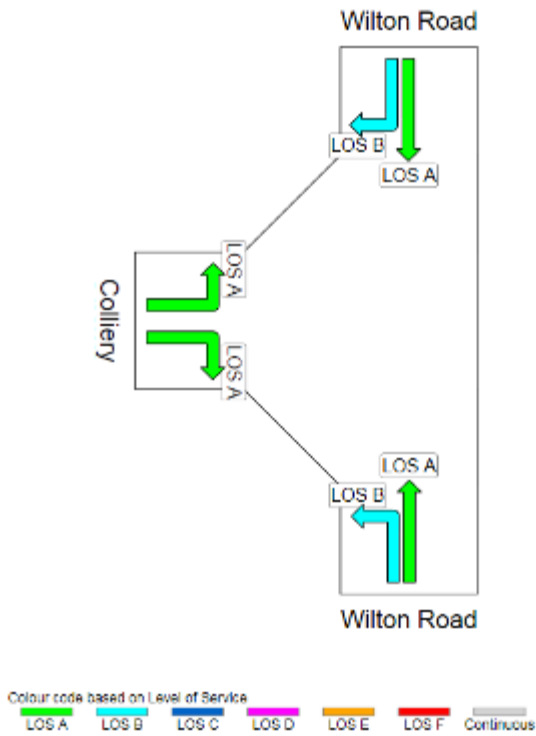 Wilton Road
LOS B
LOS A
LOS A
Colliery
LOS A
LOS A
LOS B
Wilton Road
Colour code based on Level of Service
LOS A LOS B LOS C LOS D LOS E LOS F Continuous